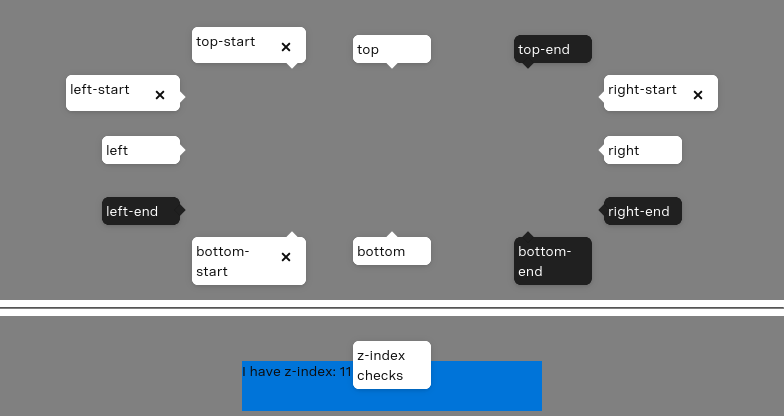 top-start ×
top
top-end
left-start ×
right-start ×
left
right
left-end
right-end
bottom-
start ×
bottom
bottom-
end
z-index
checks
I have z-index: 11